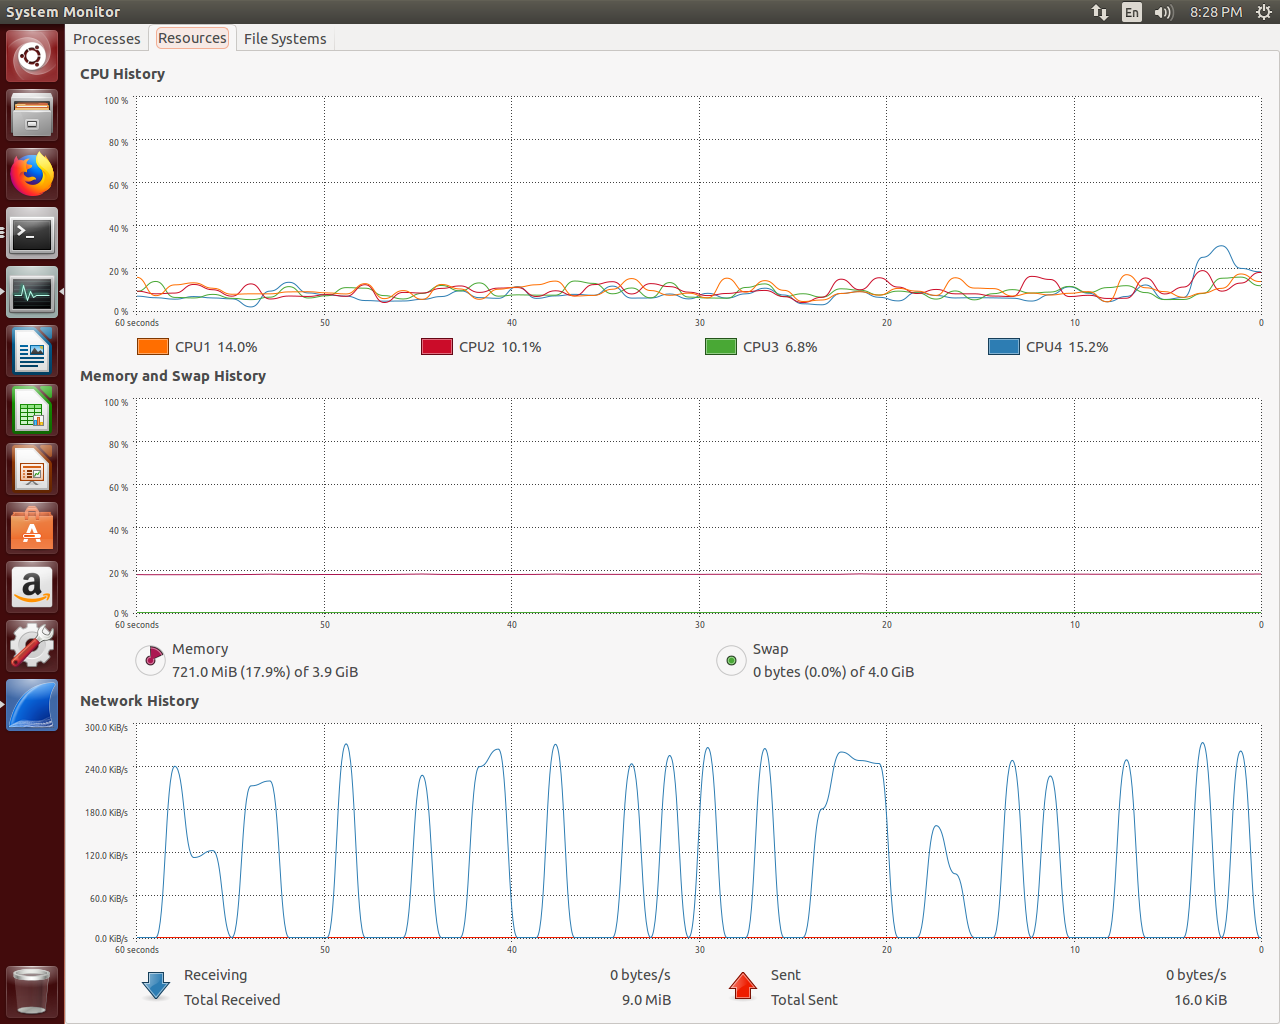 System Monitor
En
8:28 PM
Processes
Resources
File Systems
CPU History
100 %
80 %
60 %
40 %
20 %
0 %
60 seconds
50
40
30
20
10
0
CPU1 14.0%
CPU2 10.1%
CPU3 6.8%
CPU4 15.2%
Memory and Swap History
100 %
80 %
60 %
40 %
20 %
0 %
60 seconds
50
40
30
20
10
0
Memory
721.0 MiB (17.9%) of 3.9 GiB
Swap
0 bytes (0.0%) of 4.0 GiB
Network History
300.0 KiB/s
240.0 KiB/s
180.0 KiB/s
120.0 KiB/s
60.0 KiB/s
0.0 KiB/s
60 seconds
50
40
30
20
10
0
Receiving
0 bytes/s
Total Received
9.0 MiB
Sent
0 bytes/s
Total Sent
16.0 KiB